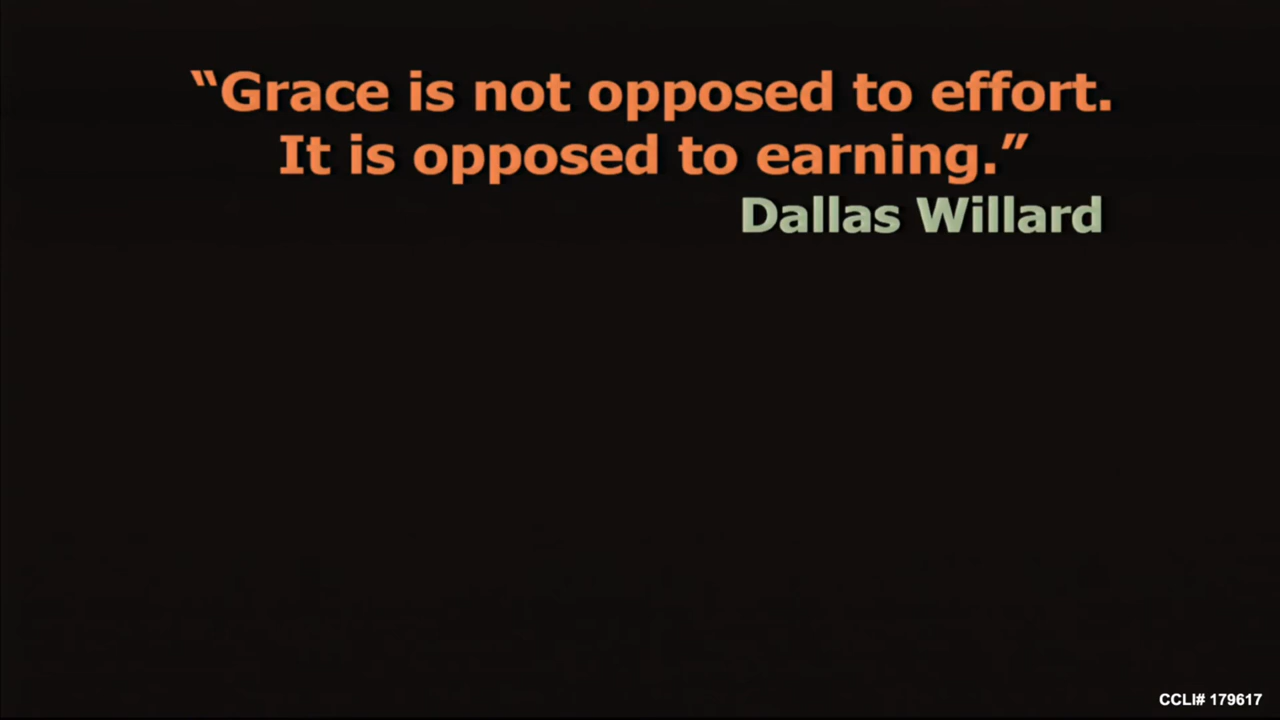 “Grace is not opposed to effort.
It is opposed to earning.”
Dallas Willard
CCLI# 179617